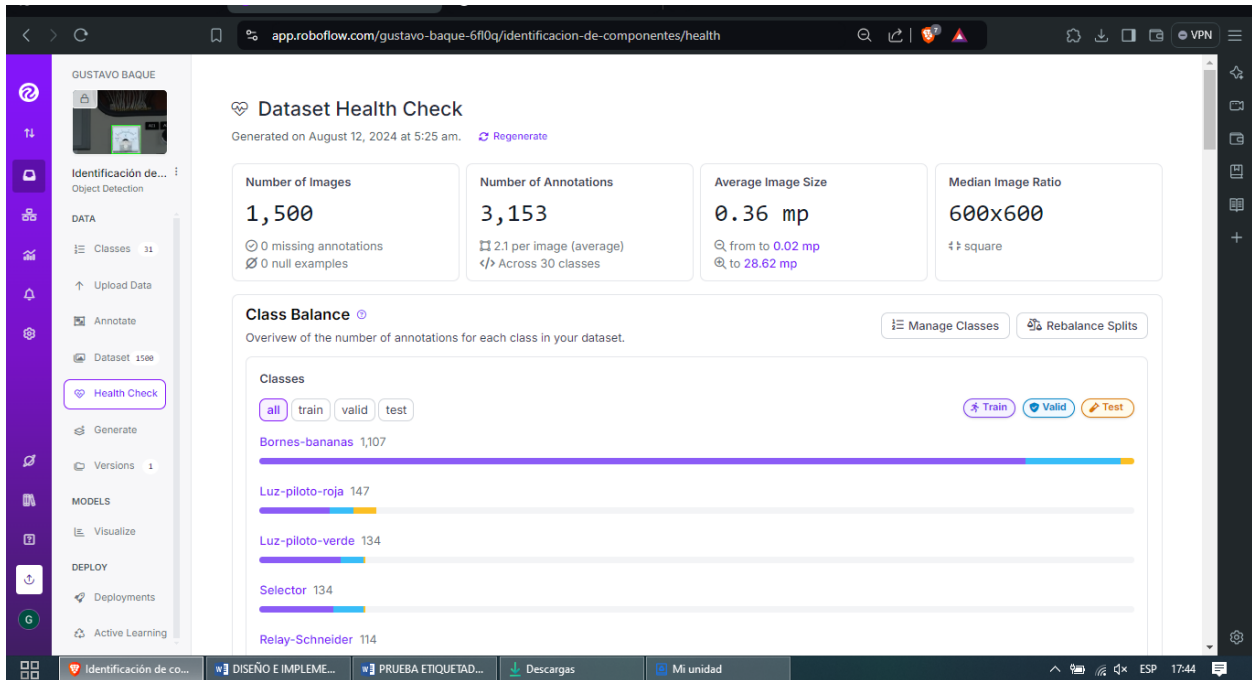 app.roboflow.com/gustavo-baque-6fl0q/identificacion-de-componentes/health
VPN
GUSTAVO BAQUE
Identificación de...
Object Detection
DATA
Classes 31
Upload Data
Annotate
Dataset 1500
Health Check
Generate
Versions 1
MODELS
Visualize
DEPLOY
Deployments
Active Learning
G
Dataset Health Check
Generated on August 12, 2024 at 5:25 am. Regenerate
Number of Images
1,500
0 missing annotations
0 null examples
Number of Annotations
3,153
2.1 per image (average)
Across 30 classes
Average Image Size
0.36 mp
from to 0.02 mp
to 28.62 mp
Median Image Ratio
600x600
square
Class Balance
Overivew of the number of annotations for each class in your dataset.
Manage Classes
Rebalance Splits
Classes
all train valid test
Train Valid Test
Bornes-bananas 1,107
Luz-piloto-roja 147
Luz-piloto-verde 134
Selector 134
Relay-Schneider 114
Identificación de co...
DISEÑO E IMPLEME...
PRUEBA ETIQUETAD...
Descargas
Mi unidad
ESP 17:44